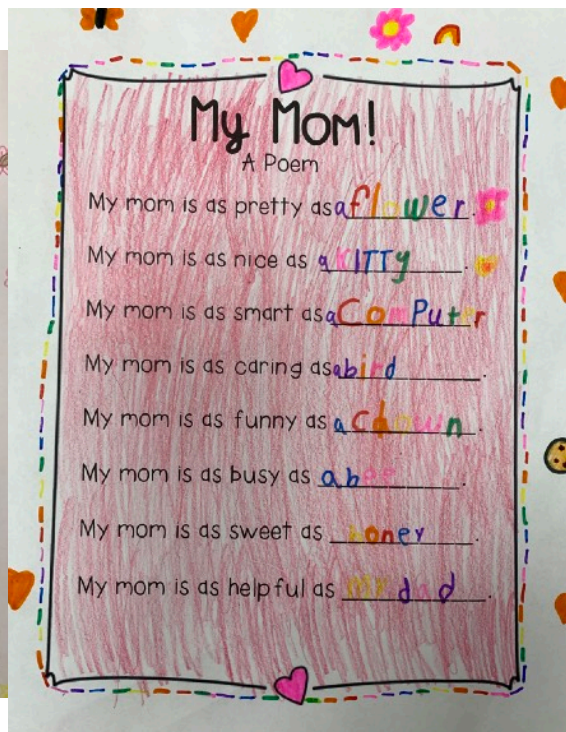 My Mom!
A Poem
My mom is as pretty as a flower.
My mom is as nice as a KITTY.
My mom is as smart as a ComPuter
My mom is as caring as a bird.
My mom is as funny as a clown.
My mom is as busy as a bee.
My mom is as sweet as honey.
My mom is as helpful as my dad.